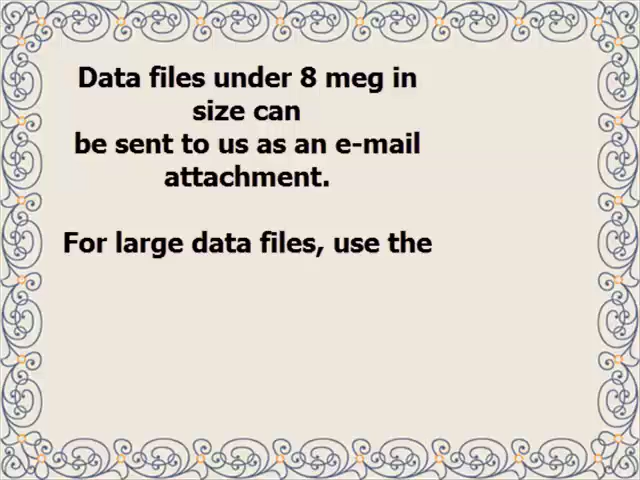 Data files under 8 meg in
size can
be sent to us as an e-mail
attachment.
For large data files, use the